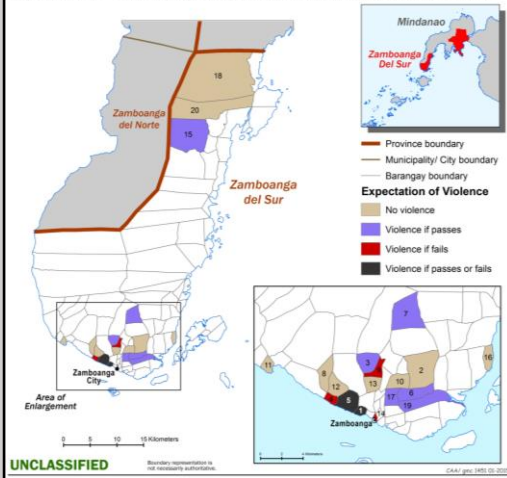 Mindanao
Zamboanga
Del Sur
18
20
15
Zamboanga
del Norte
Zamboanga
del Sur
Province boundary
Municipality/ City boundary
Barangay boundary
Expectation of Violence
No violence
Violence if passes
Violence if fails
Violence if passes or fails
Zamboanga
City
Area of
Enlargement
0 5 10 15 Kilometers
7
11
8
12
3
13
10
2
16
5
1
14
17
6
19
Zamboanga
UNCLASSIFIED
Boundary representation is
not necessarily authoritative.